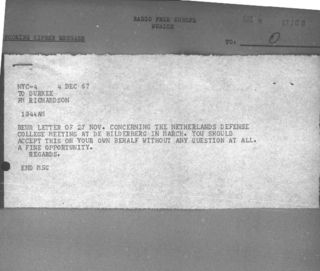 RADIO FREE EUROPE
MUNICH
INCOMING CIPHER MESSAGE
TO:
NYC-4 4 DEC 67
TO DURKEE
FM RICHARDSON
LETTER OF 27 NOV. CONCERNING THE NETHERLANDS DEFENSE
COLLEGE MEETING AT DE BILDERBERG IN MARCH. YOU SHOULD
ACCEPT THIS ON YOUR OWN BEHALF WITHOUT ANY QUESTION AT ALL.
A FINE OPPORTUNITY.
REGARDS.
END MSG